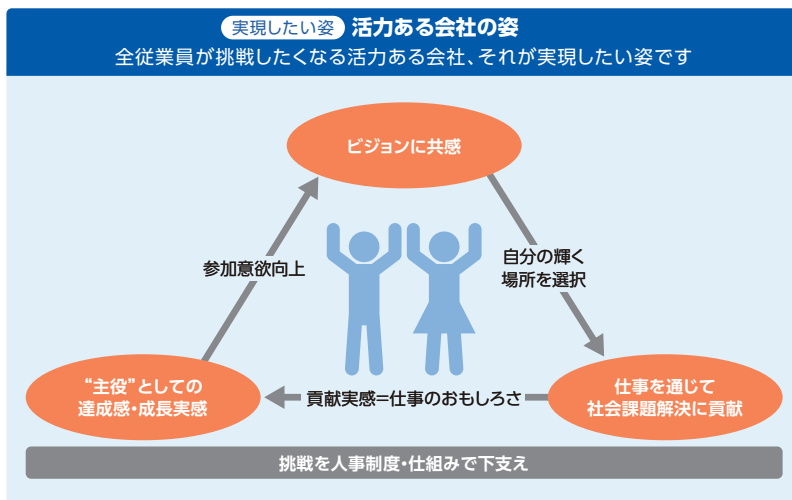 実現したい姿 活力ある会社の姿
全従業員が挑戦したくなる活力ある会社、それが実現したい姿です
ビジョンに共感
参加意欲向上
自分の輝く
場所を選択
“主役”としての
達成感・成長実感
貢献実感=仕事のおもしろさ
仕事を通じて
社会課題解決に貢献
挑戦を人事制度・仕組みで下支え